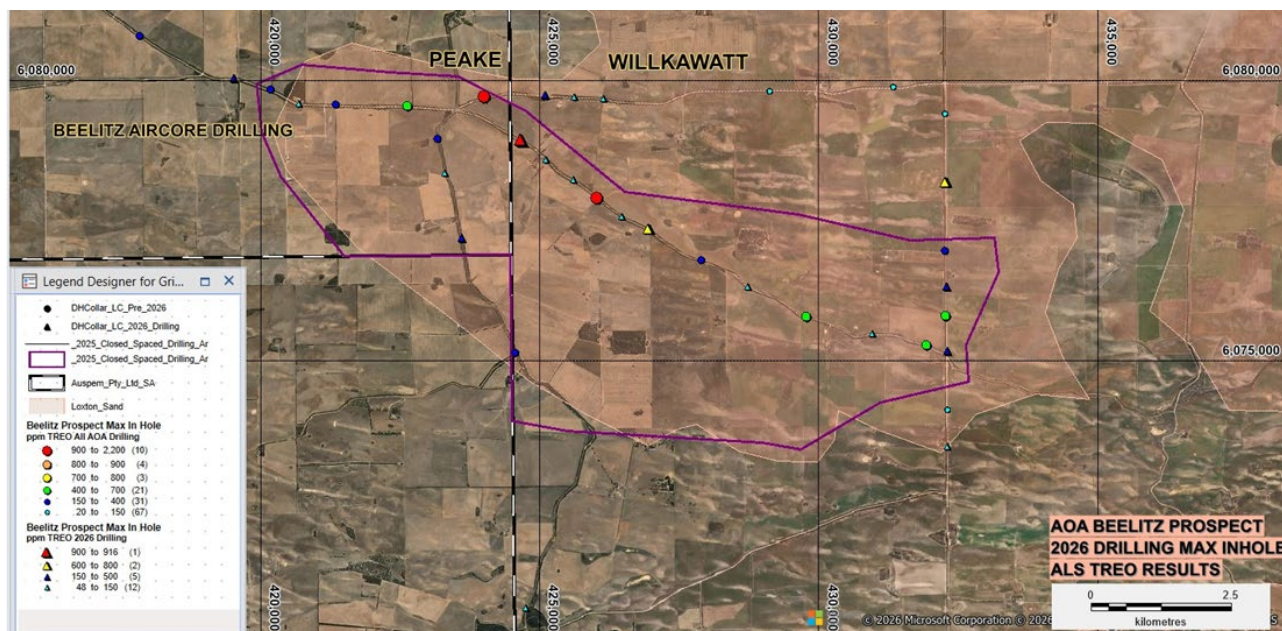 420,000
425,000
430,000
435,000
PEAKE
WILLKAWATT
6,080,000
6,080,000
BEELITZ AIRCORE DRILLING
6,075,000
Legend Designer for Gri...
DHCollar_LC_Pre_2026
DHCollar_LC_2026_Drilling
_2025_Closed_Spaced_Drilling_Ar
_2025_Closed_Spaced_Drilling_Ar
Auspem_Pty_Ltd_SA
Loxton_Sand
Beelitz Prospect Max In Hole
ppm TREO All AOA Drilling
900 to 2,200 (10)
800 to 900 (4)
700 to 800 (3)
400 to 700 (21)
150 to 400 (31)
20 to 150 (67)
Beelitz Prospect Max In Hole
ppm TREO 2026 Drilling
900 to 916 (1)
600 to 800 (2)
150 to 500 (5)
48 to 150 (12)
420,000
425,000
430,000
AOA BEELITZ PROSPECT
2026 DRILLING MAX INHOLE
ALS TREO RESULTS
0 2.5
kilometres
© 2026 Microsoft Corporation © 2026